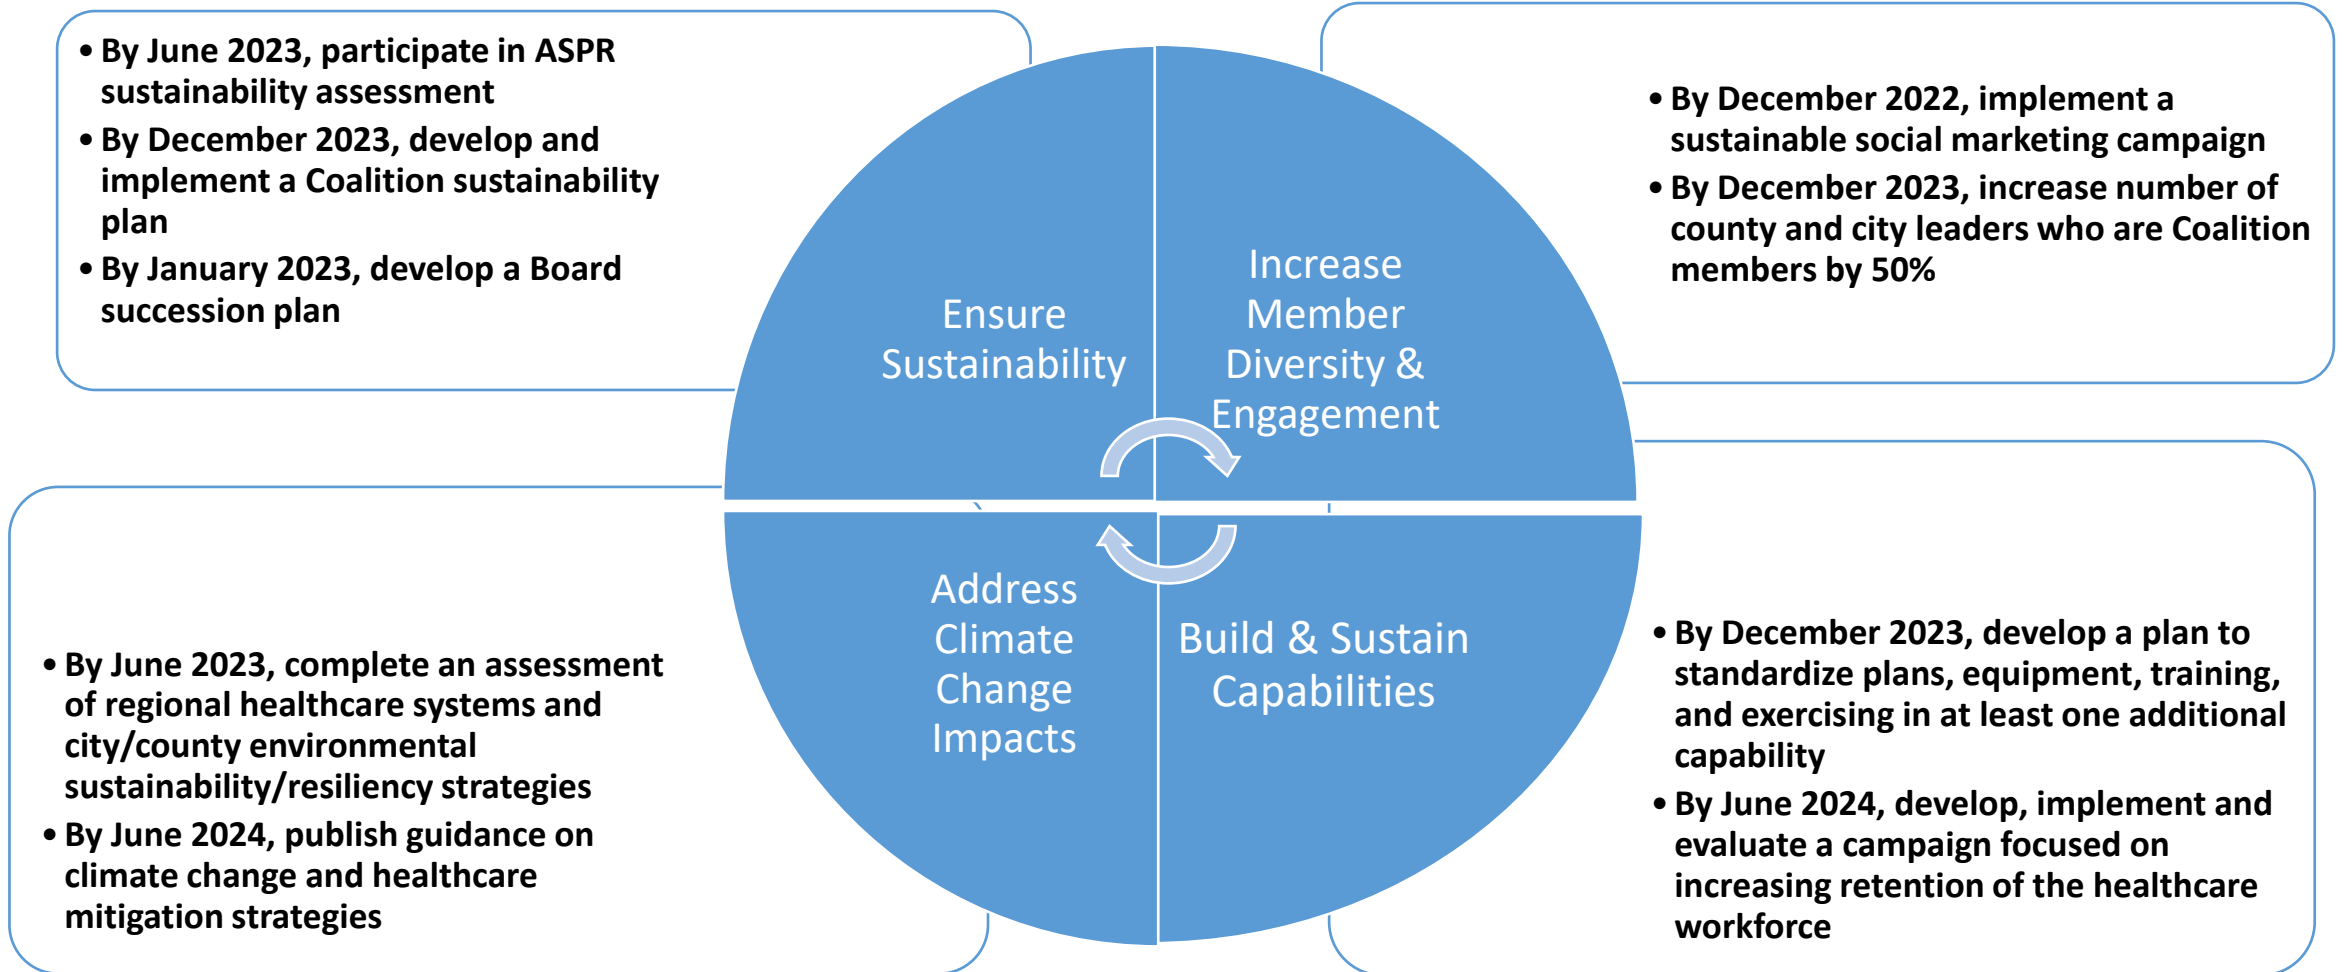 • By June 2023, participate in ASPR
sustainability assessment
• By December 2023, develop and
implement a Coalition sustainability
plan
• By January 2023, develop a Board
succession plan
• By December 2022, implement a
sustainable social marketing campaign
• By December 2023, increase number of
county and city leaders who are Coalition
members by 50%
Ensure
Sustainability
Increase
Member
Diversity &
Engagement
Address
Climate
Change
Impacts
Build & Sustain
Capabilities
• By June 2023, complete an assessment
of regional healthcare systems and
city/county environmental
sustainability/resiliency strategies
• By June 2024, publish guidance on
climate change and healthcare
mitigation strategies
• By December 2023, develop a plan to
standardize plans, equipment, training,
and exercising in at least one additional
capability
• By June 2024, develop, implement and
evaluate a campaign focused on
increasing retention of the healthcare
workforce